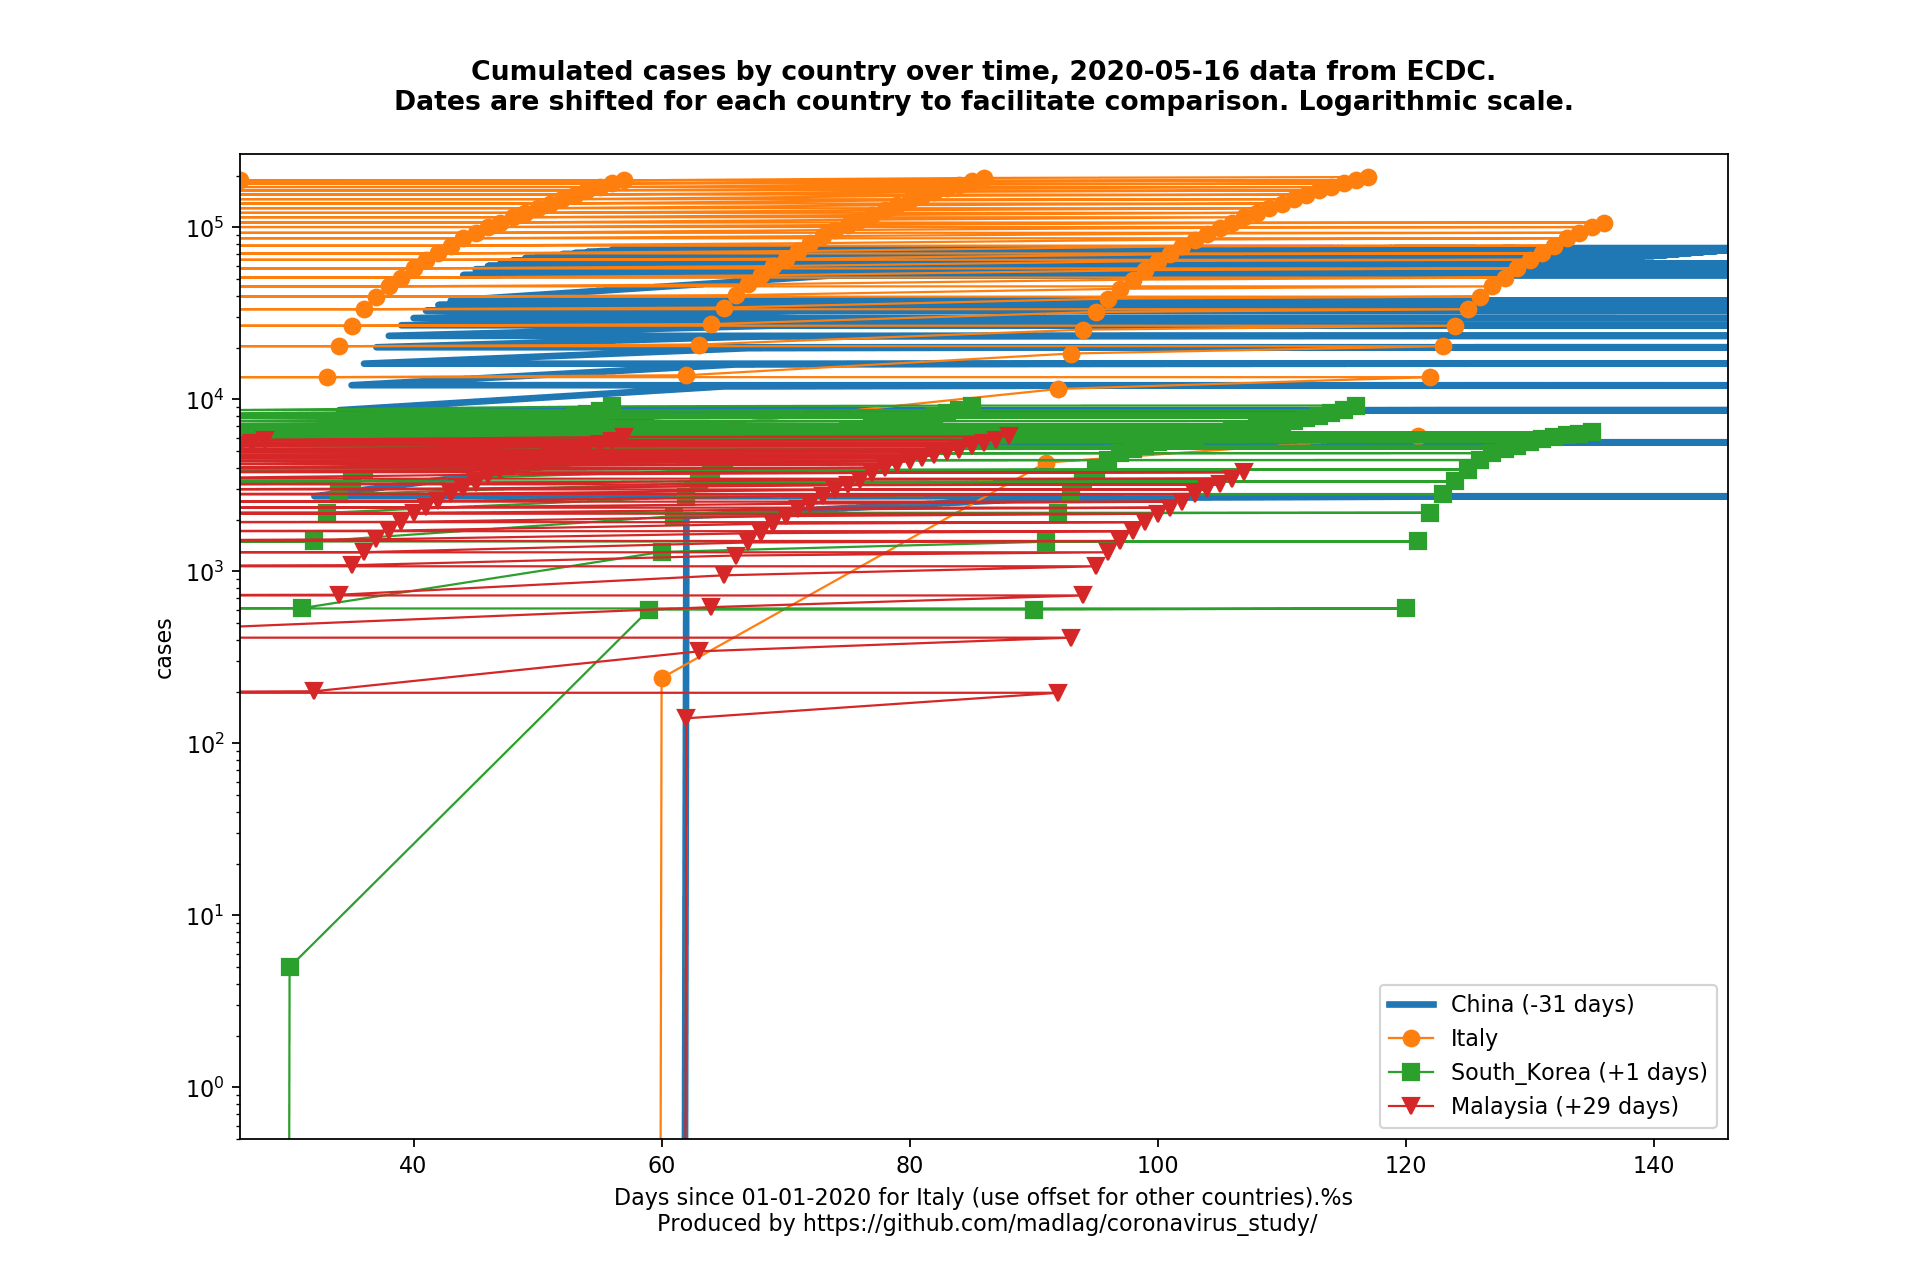 Cumulated cases by country over time, 2020-05-16 data from ECDC.
Dates are shifted for each country to facilitate comparison. Logarithmic scale.
cases
10^5
10^4
10^3
10^2
10^1
10^0
China (-31 days)
Italy
South_Korea (+1 days)
Malaysia (+29 days)
40 60 80 100 120 140
Days since 01-01-2020 for Italy (use offset for other countries).%s
Produced by https://github.com/madlag/coronavirus_study/